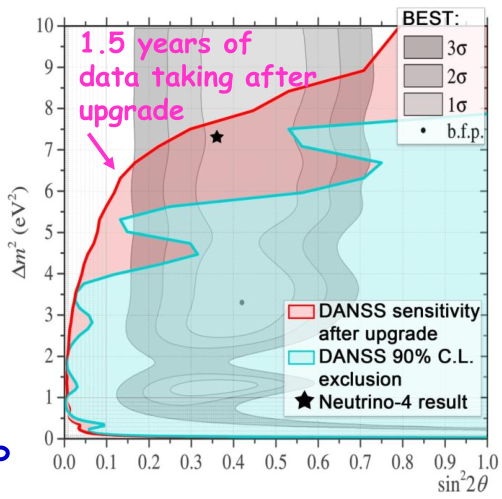 BEST:
3σ
2σ
1σ
b.f.p.
1.5 years of
data taking after
upgrade
10
9
8
7
6
5
4
3
2
1
0
Δm² (eV²)
DANSS sensitivity
after upgrade
DANSS 90% C.L.
exclusion
Neutrino-4 result
0.0 0.1 0.2 0.3 0.4 0.5 0.6 0.7 0.8 0.9 1.0
sin²2θ